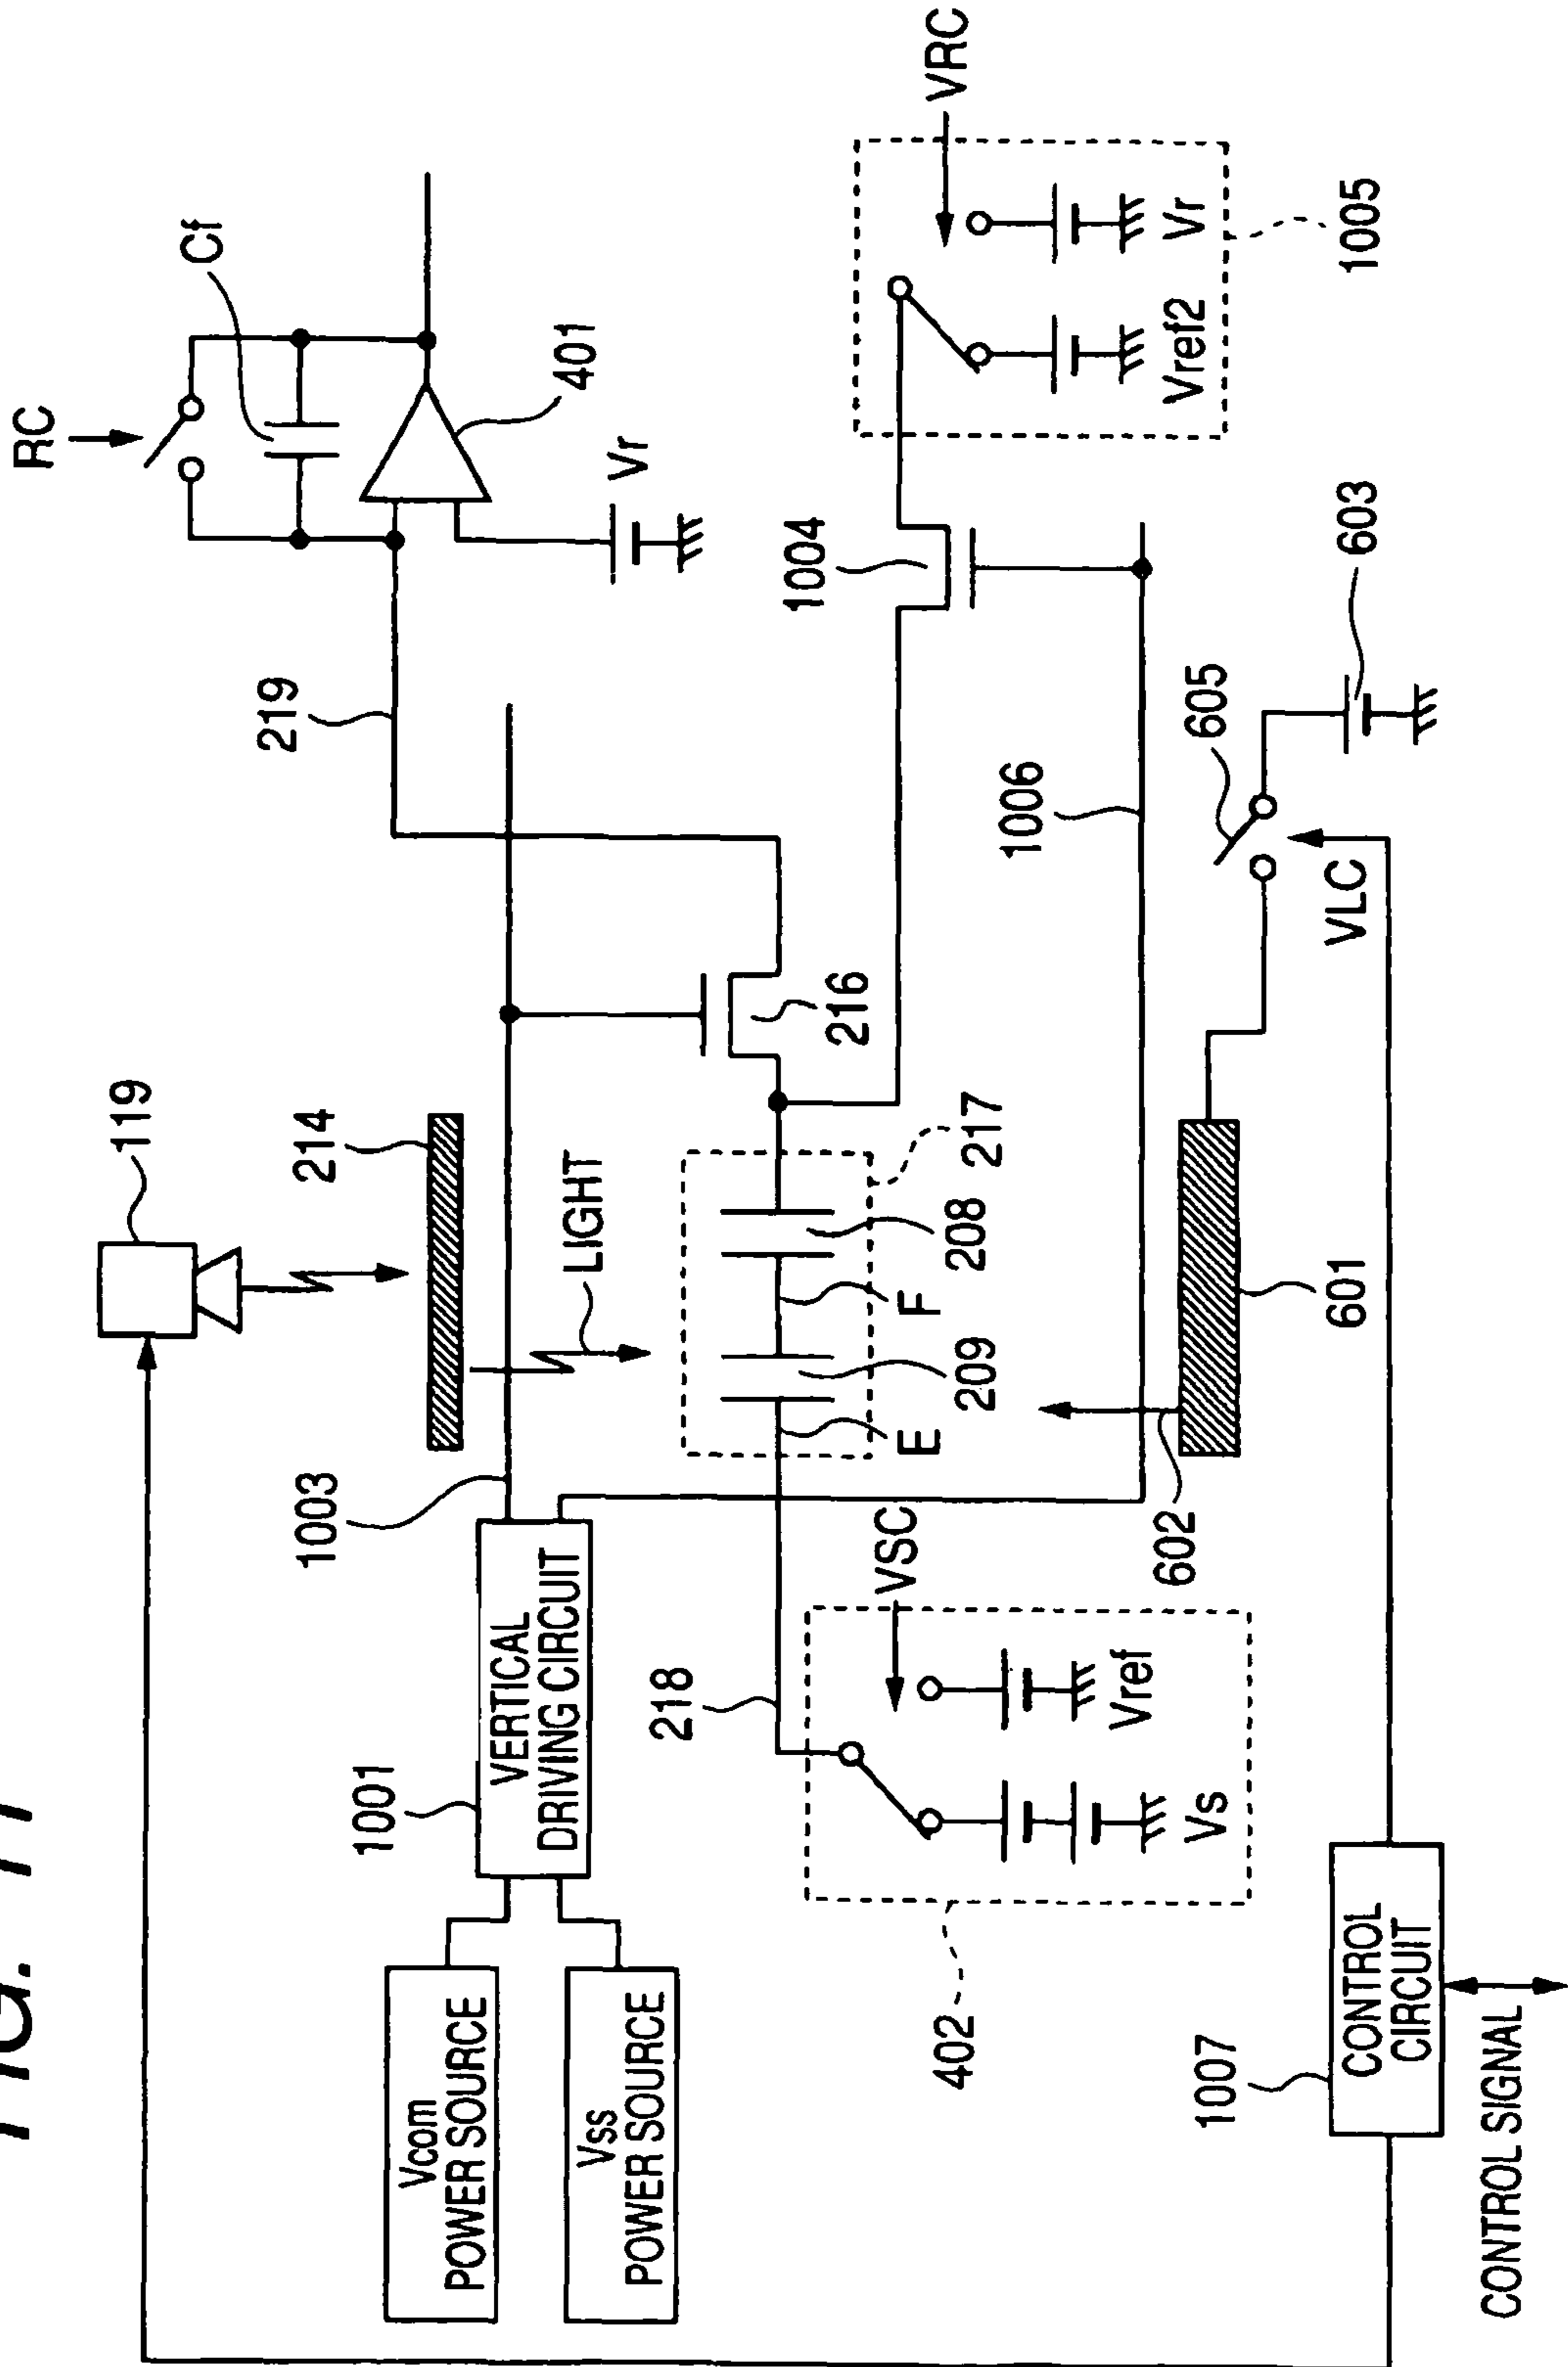 FIG. 11
RC
Cf
119
214
219
401
Vr
1003
LIGHT
1001
VERTICAL
DRIVING CIRCUIT
Vcom
POWER SOURCE
Vss
POWER SOURCE
216
1004
VRC
Vref2
Vr
1005
217
208
F
209
E
218
VSC
Vref
Vs
402
1006
605
603
VLC
602
601
1007
CONTROL
CIRCUIT
CONTROL SIGNAL